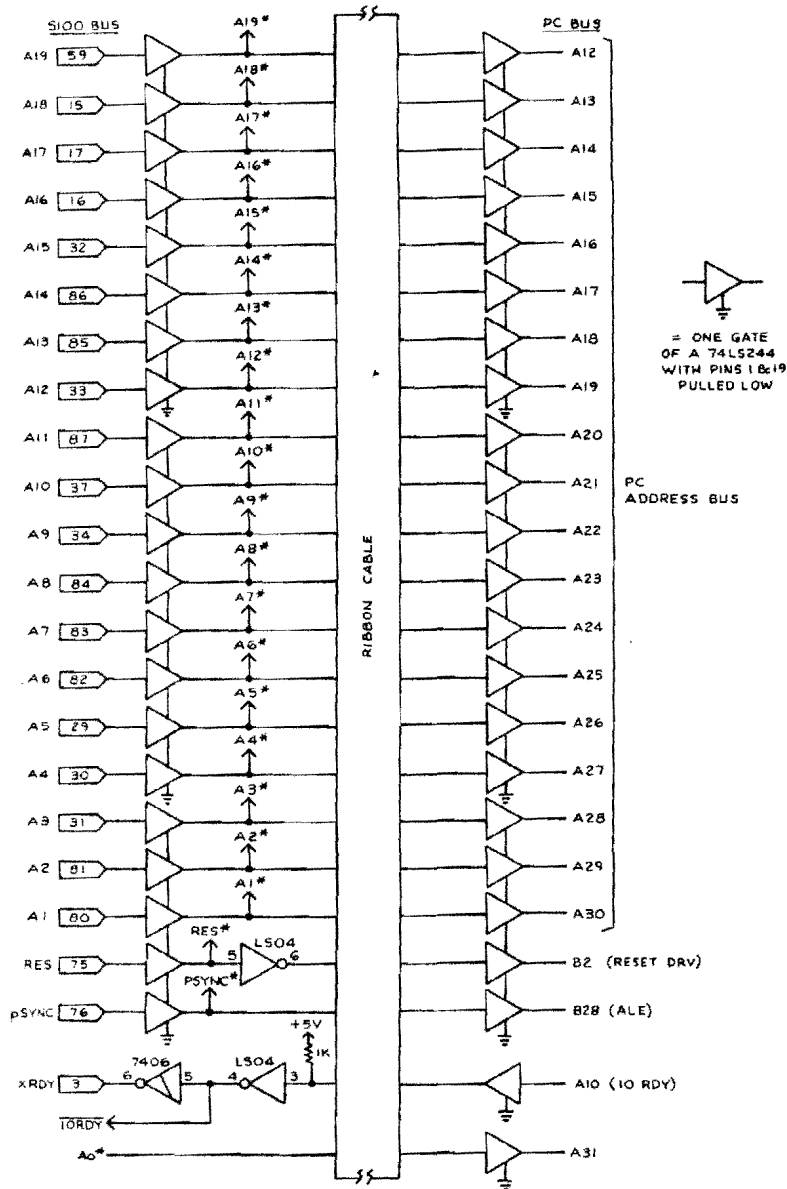 S100 BUS
PC BUS
A19 59 A19* A12
A18 15 A18* A13
A17 17 A17* A14
A16 16 A16* A15
A15 32 A15* A16
A14 86 A14* A17
A13 85 A13* A18
A12 33 A12* A19
A11 87 A11* A20
A10 37 A10* A21
A9 34 A9* A22
A8 84 A8* A23
A7 83 A7* A24
A6 82 A6* A25
A5 29 A5* A26
A4 30 A4* A27
A3 31 A3* A28
A2 81 A2* A29
A1 80 A1* A30
RES 75 RES* 5 LS04 6 B2 (RESET DRV)
pSYNC 76 PSYNC* B28 (ALE)
+5V
1K
XRDY 3 6 7406 5 4 LS04 3 A10 (IO RDY)
IORDY
A0* A31
RIBBON CABLE
PC
ADDRESS BUS
= ONE GATE
OF A 74LS244
WITH PINS 1&19
PULLED LOW